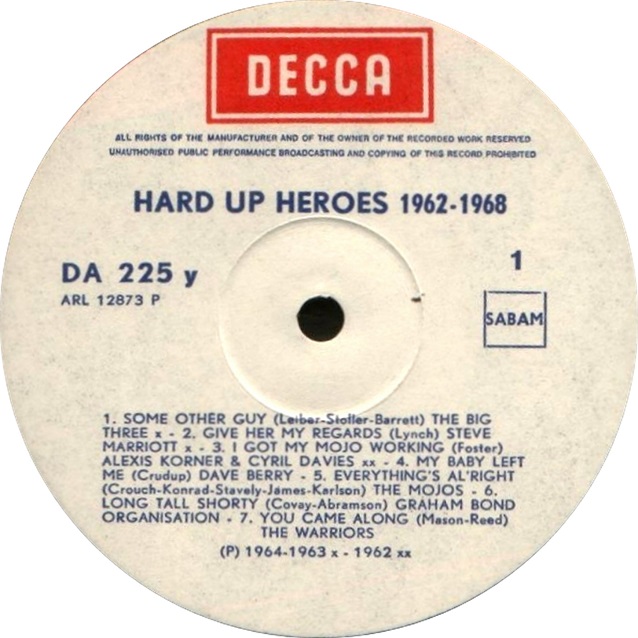 DECCA
ALL RIGHTS OF THE MANUFACTURER AND OF THE OWNER OF THE RECORDED WORK RESERVED
UNAUTHORISED PUBLIC PERFORMANCE BROADCASTING AND COPYING OF THIS RECORD PROHIBITED
HARD UP HEROES 1962-1968
DA 225 y
ARL 12873 P
1
SABAM
1. SOME OTHER GUY (Leiber-Stoller-Barrett) THE BIG
THREE x - 2. GIVE HER MY REGARDS (Lynch) STEVE
MARRIOTT x - 3. I GOT MY MOJO WORKING (Foster)
ALEXIS KORNER & CYRIL DAVIES xx - 4. MY BABY LEFT
ME (Crudup) DAVE BERRY - 5. EVERYTHING'S AL'RIGHT
(Crouch-Konrad-Stavely-James-Karlson) THE MOJOS - 6.
LONG TALL SHORTY (Covay-Abramson) GRAHAM BOND
ORGANISATION - 7. YOU CAME ALONG (Mason-Reed)
THE WARRIORS
(P) 1964-1963 x - 1962 xx